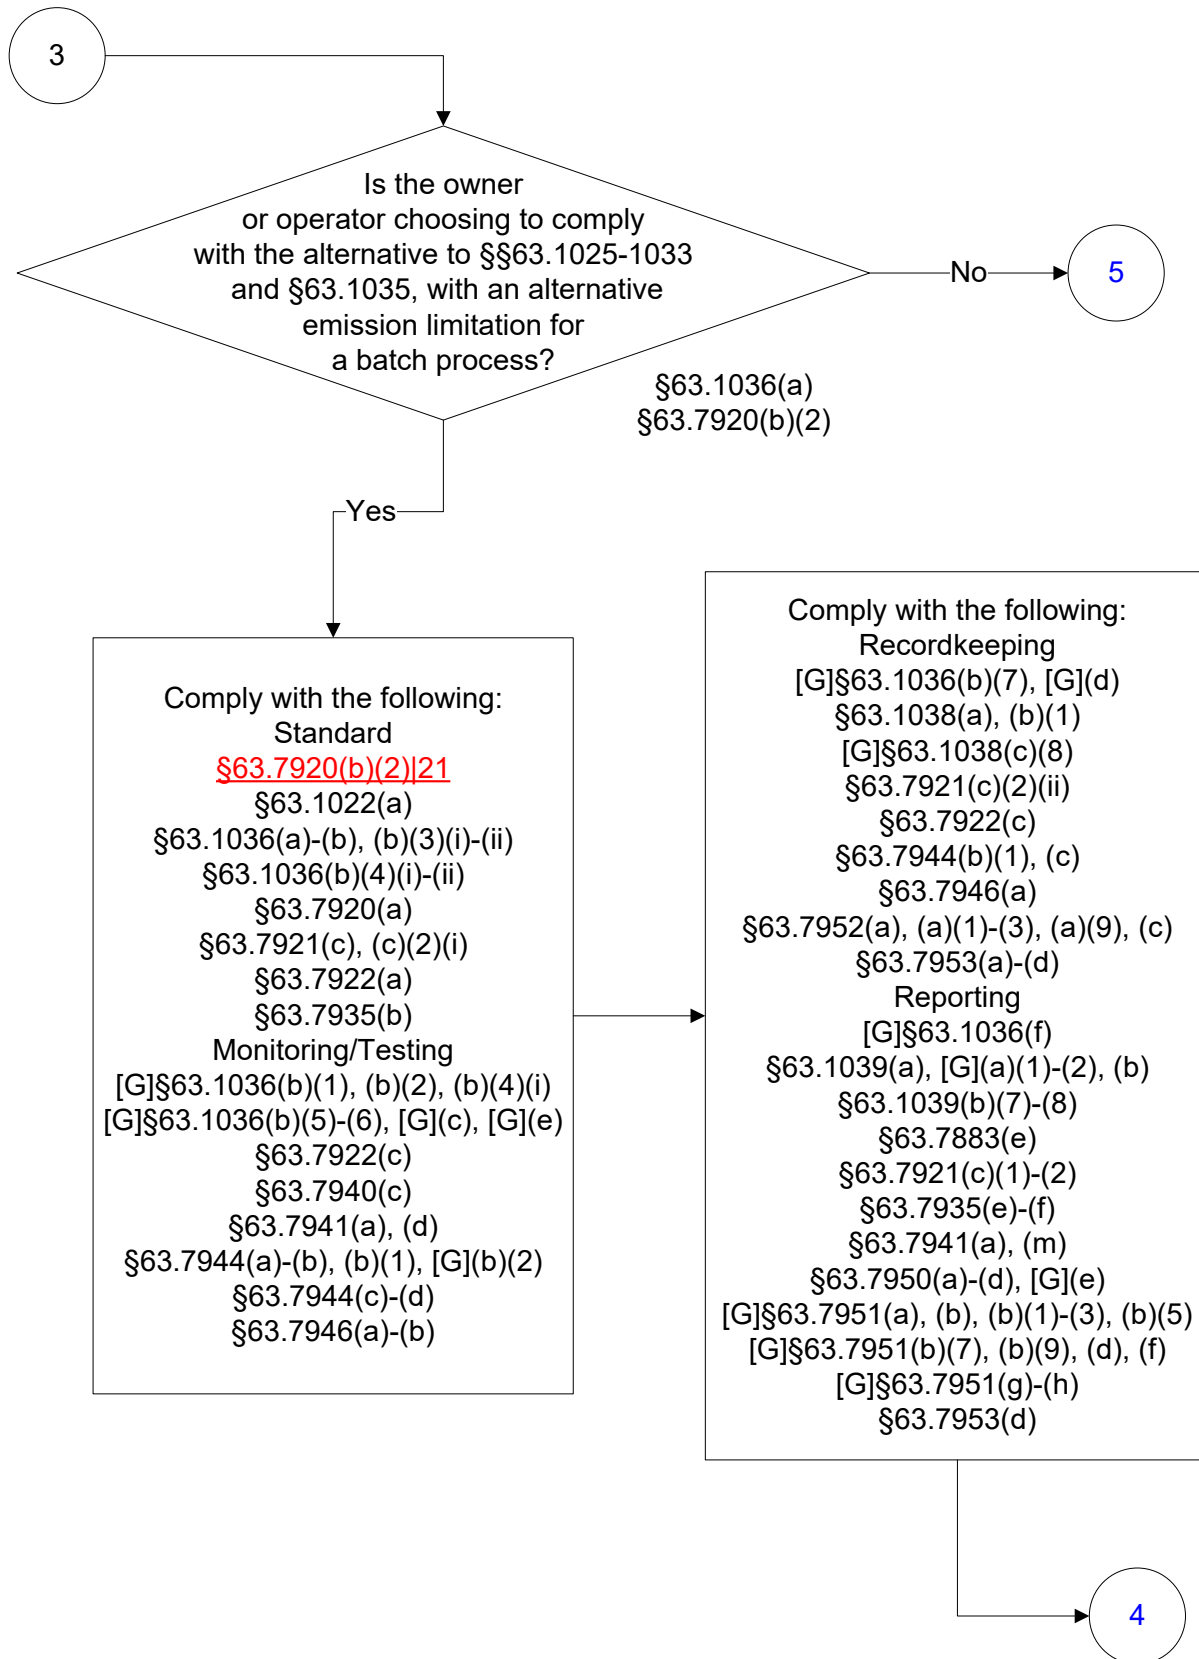 3
Is the owner
or operator choosing to comply
with the alternative to §§63.1025-1033
and §63.1035, with an alternative
emission limitation for
a batch process?
No
5
§63.1036(a)
§63.7920(b)(2)
Yes
Comply with the following:
Standard
§63.7920(b)(2)|21
§63.1022(a)
§63.1036(a)-(b), (b)(3)(i)-(ii)
§63.1036(b)(4)(i)-(ii)
§63.7920(a)
§63.7921(c), (c)(2)(i)
§63.7922(a)
§63.7935(b)
Monitoring/Testing
[G]§63.1036(b)(1), (b)(2), (b)(4)(i)
[G]§63.1036(b)(5)-(6), [G](c), [G](e)
§63.7922(c)
§63.7940(c)
§63.7941(a), (d)
§63.7944(a)-(b), (b)(1), [G](b)(2)
§63.7944(c)-(d)
§63.7946(a)-(b)
Comply with the following:
Recordkeeping
[G]§63.1036(b)(7), [G](d)
§63.1038(a), (b)(1)
[G]§63.1038(c)(8)
§63.7921(c)(2)(ii)
§63.7922(c)
§63.7944(b)(1), (c)
§63.7946(a)
§63.7952(a), (a)(1)-(3), (a)(9), (c)
§63.7953(a)-(d)
Reporting
[G]§63.1036(f)
§63.1039(a), [G](a)(1)-(2), (b)
§63.1039(b)(7)-(8)
§63.7883(e)
§63.7921(c)(1)-(2)
§63.7935(e)-(f)
§63.7941(a), (m)
§63.7950(a)-(d), [G](e)
[G]§63.7951(a), (b), (b)(1)-(3), (b)(5)
[G]§63.7951(b)(7), (b)(9), (d), (f)
[G]§63.7951(g)-(h)
§63.7953(d)
4